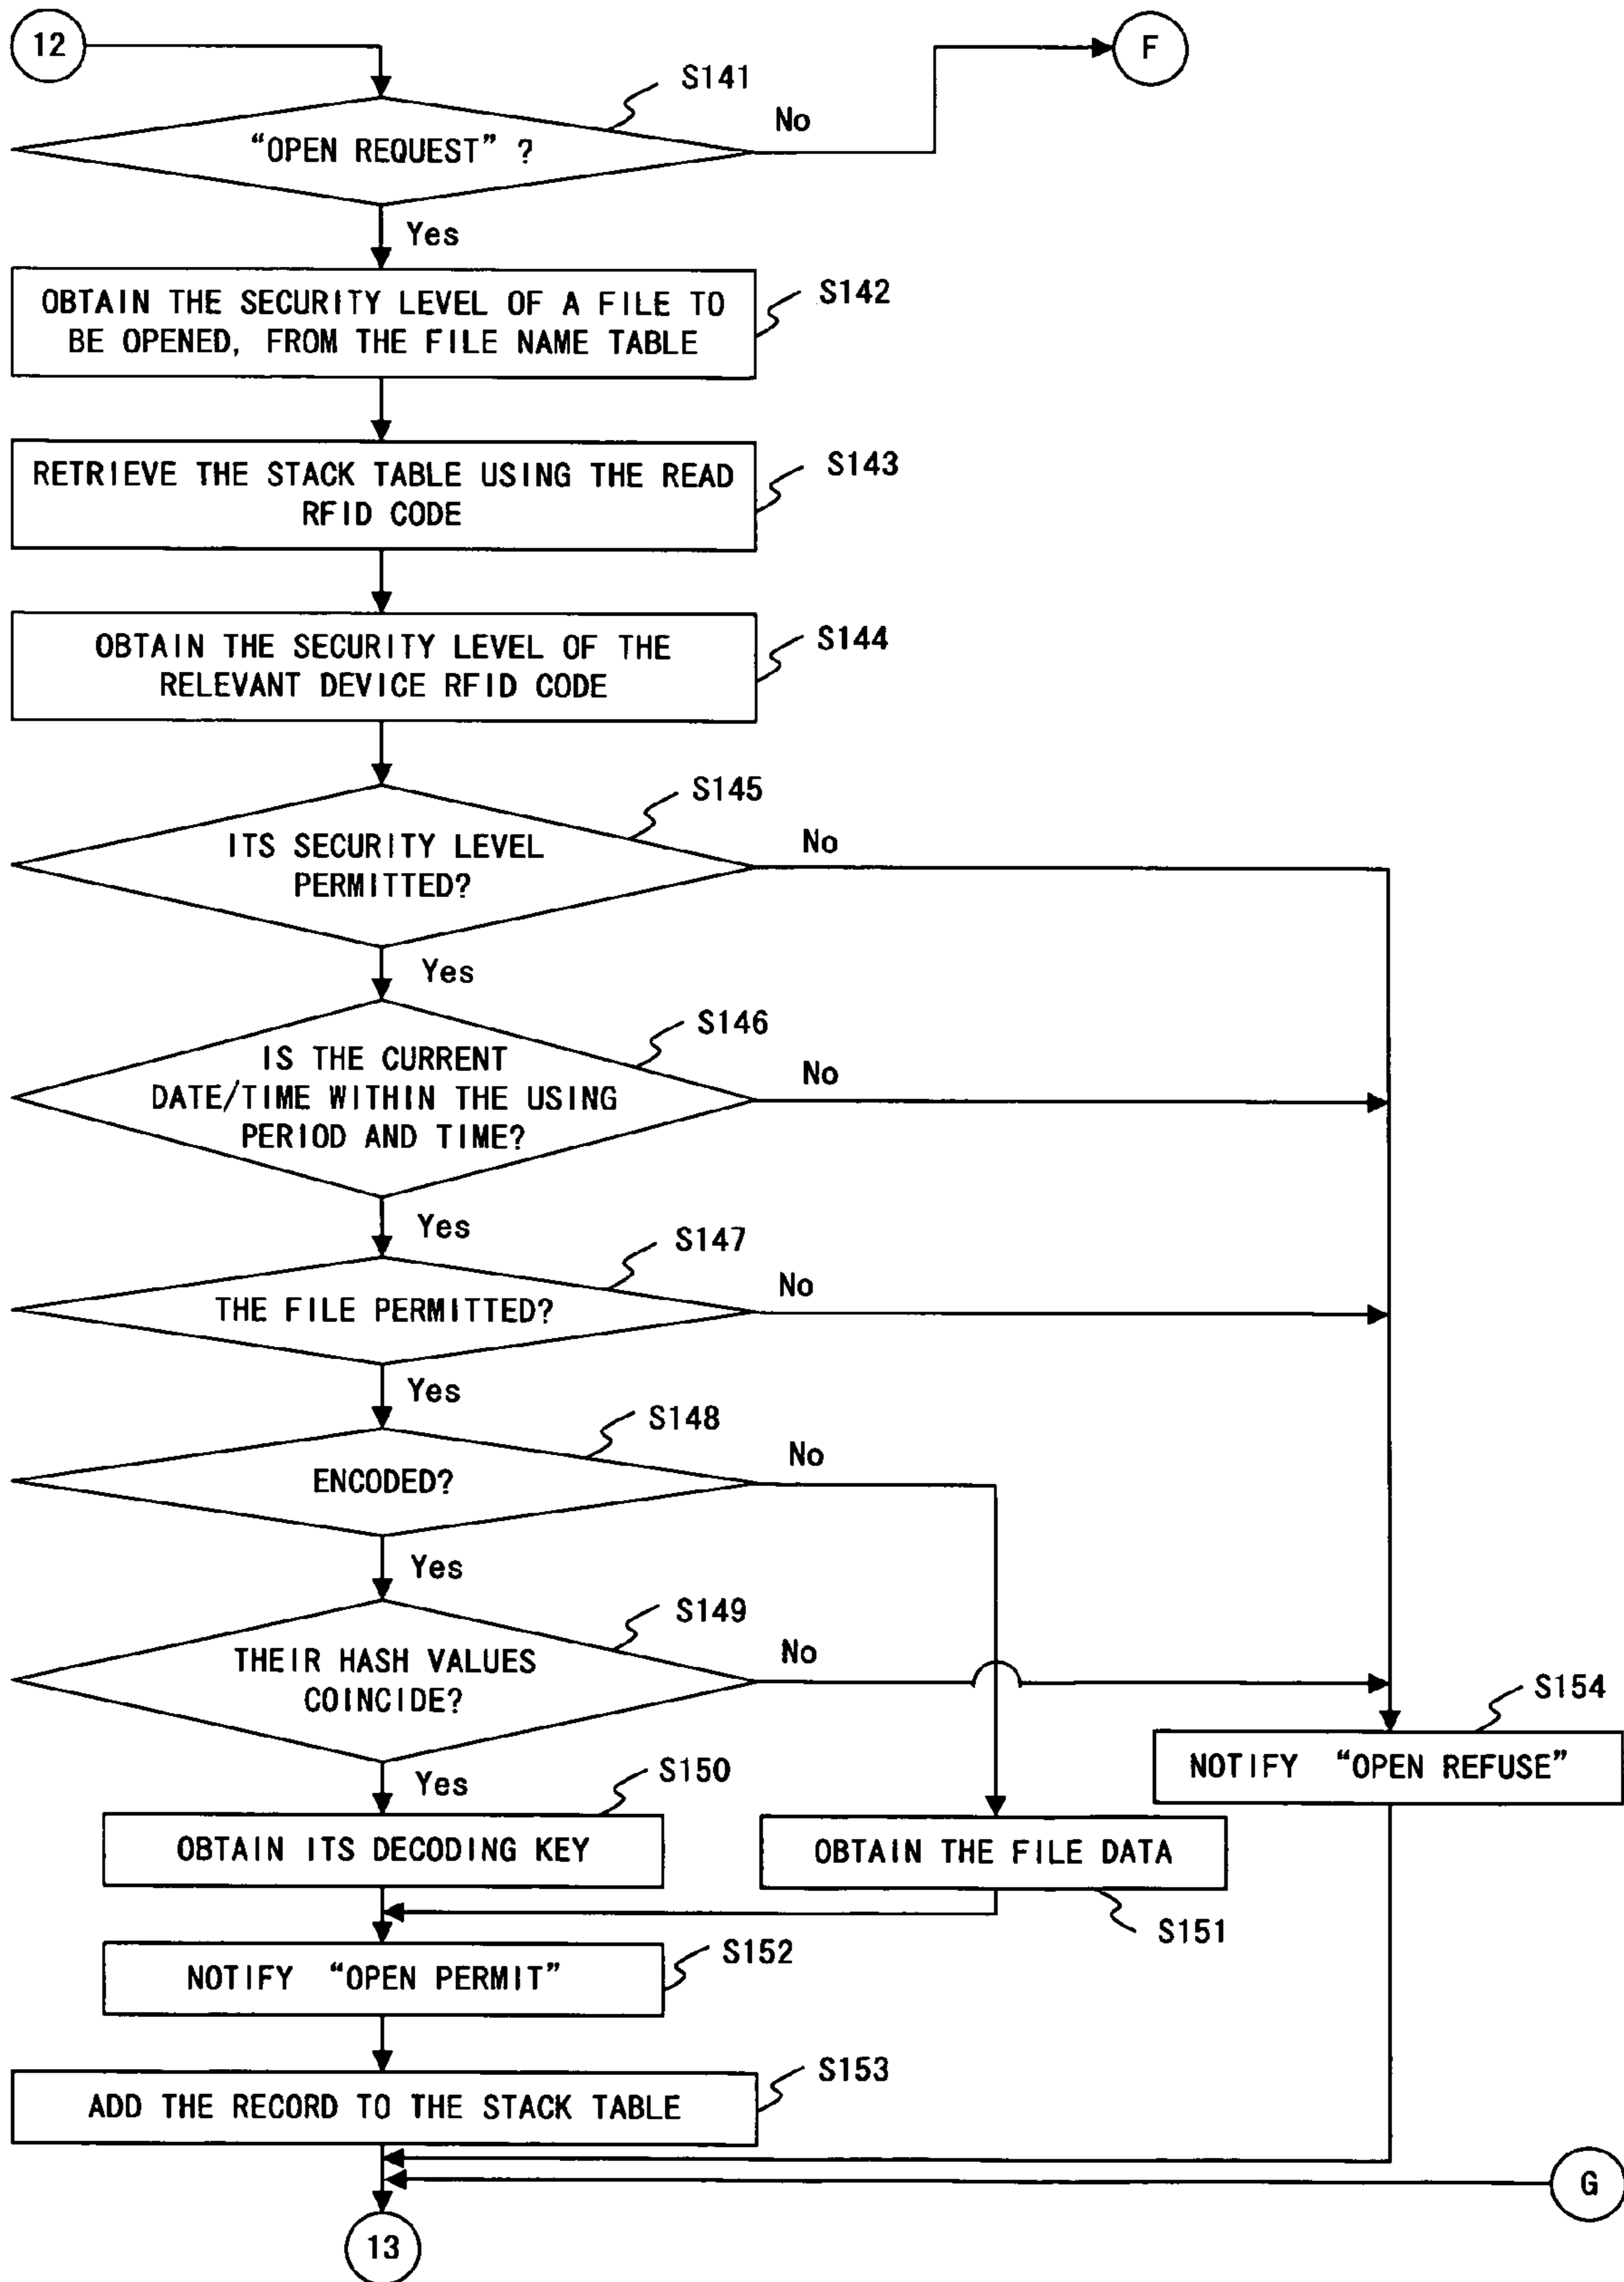 12
F
S141
"OPEN REQUEST" ?
No
Yes
S142
OBTAIN THE SECURITY LEVEL OF A FILE TO
BE OPENED, FROM THE FILE NAME TABLE
S143
RETRIEVE THE STACK TABLE USING THE READ
RFID CODE
S144
OBTAIN THE SECURITY LEVEL OF THE
RELEVANT DEVICE RFID CODE
S145
ITS SECURITY LEVEL
PERMITTED?
No
Yes
S146
IS THE CURRENT
DATE/TIME WITHIN THE USING
PERIOD AND TIME?
No
Yes
S147
THE FILE PERMITTED?
No
Yes
S148
ENCODED?
No
Yes
S149
THEIR HASH VALUES
COINCIDE?
No
S154
NOTIFY "OPEN REFUSE"
Yes
S150
OBTAIN ITS DECODING KEY
OBTAIN THE FILE DATA
S151
S152
NOTIFY "OPEN PERMIT"
S153
ADD THE RECORD TO THE STACK TABLE
G
13